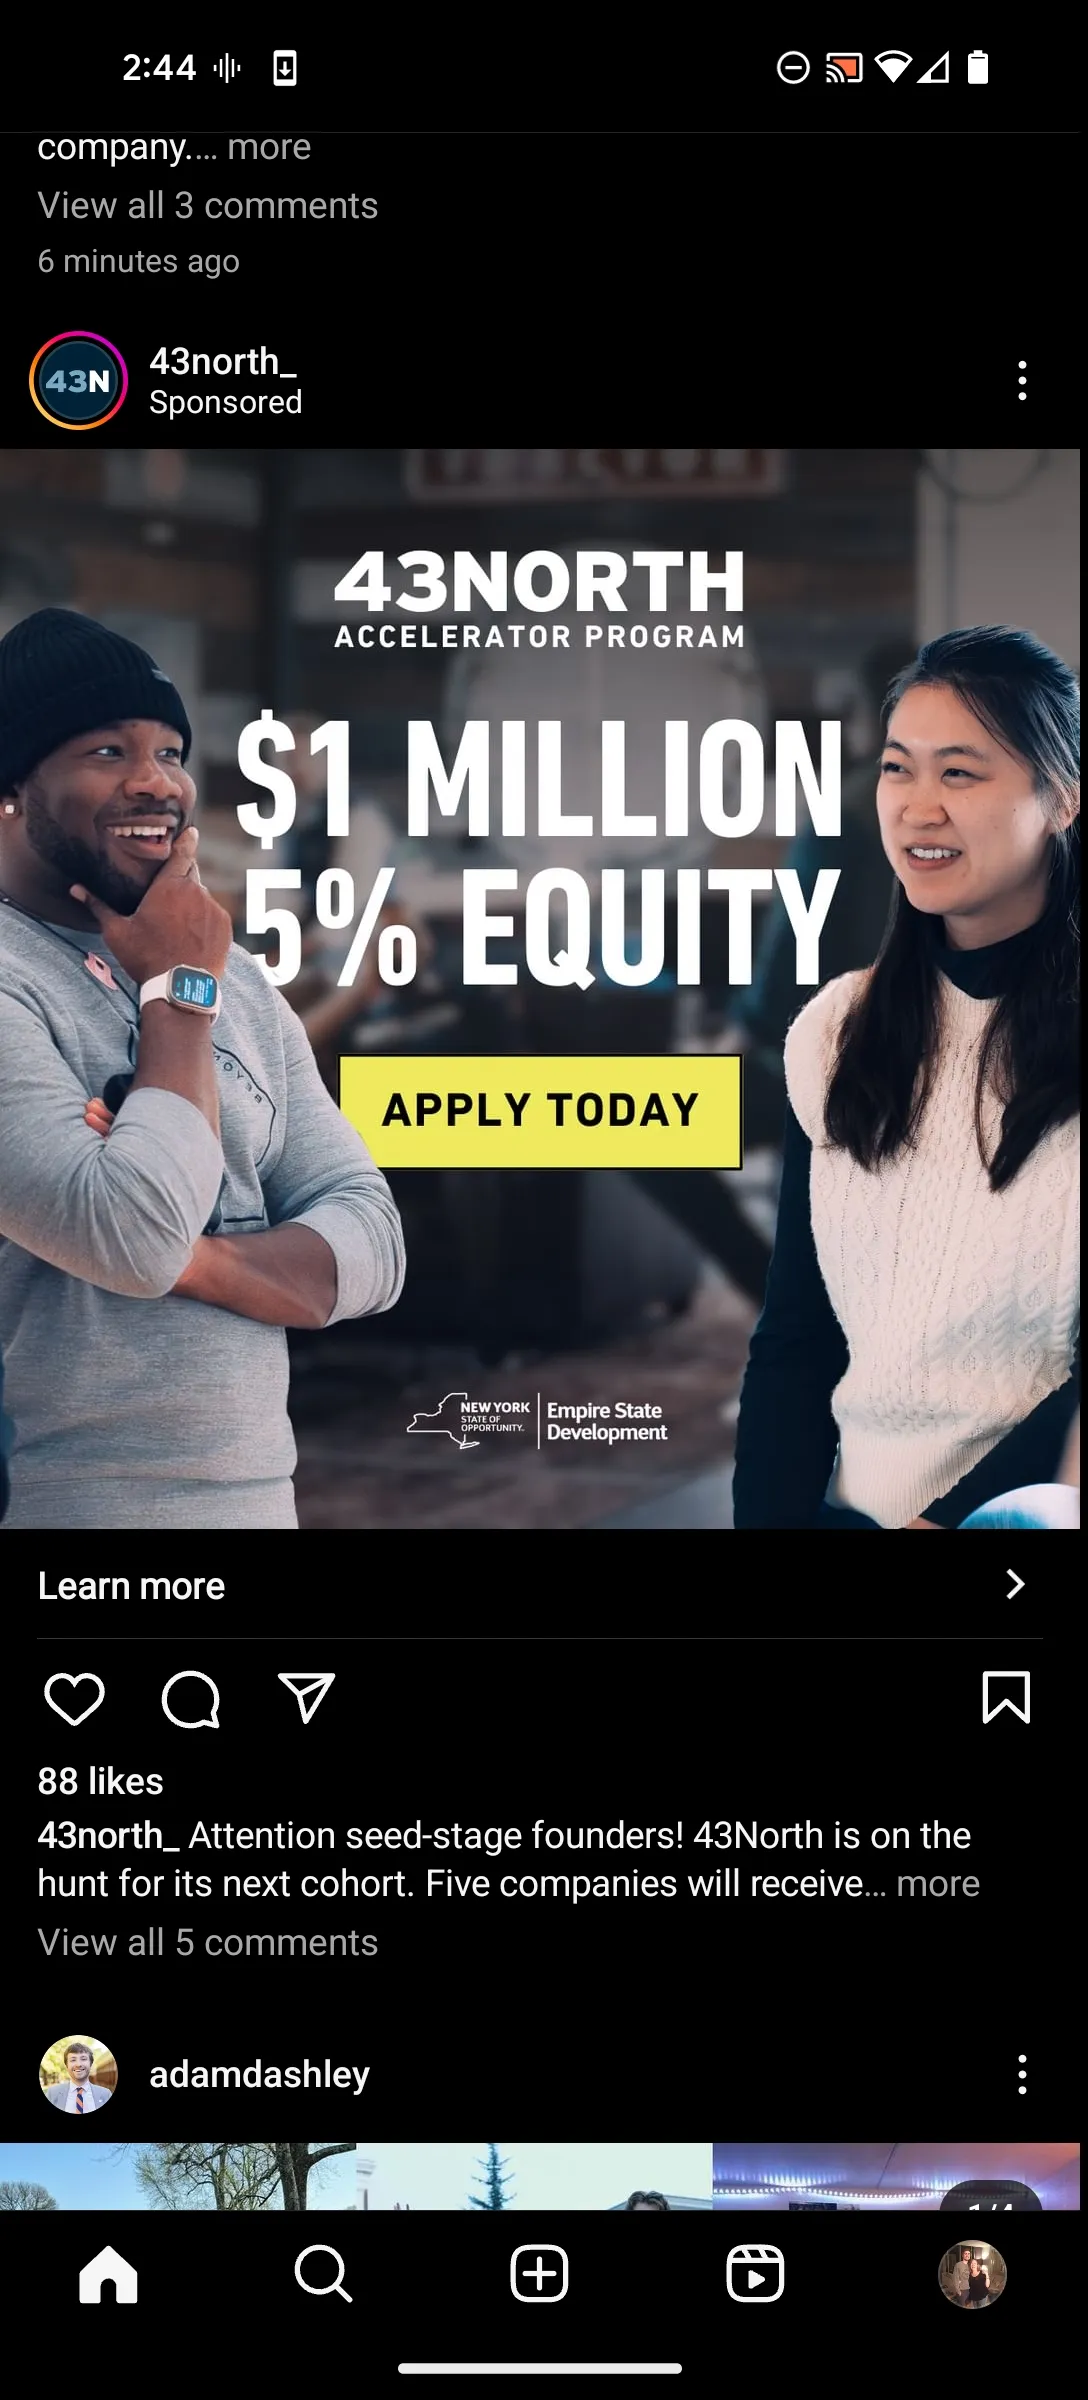 2:44
company.... more
View all 3 comments
6 minutes ago
43N
43north_
Sponsored
43NORTH
ACCELERATOR PROGRAM
$1 MILLION
5% EQUITY
APPLY TODAY
NEW YORK
STATE OF
OPPORTUNITY.
Empire State
Development
Learn more
88 likes
43north_ Attention seed-stage founders! 43North is on the
hunt for its next cohort. Five companies will receive... more
View all 5 comments
adamdashley
1/4